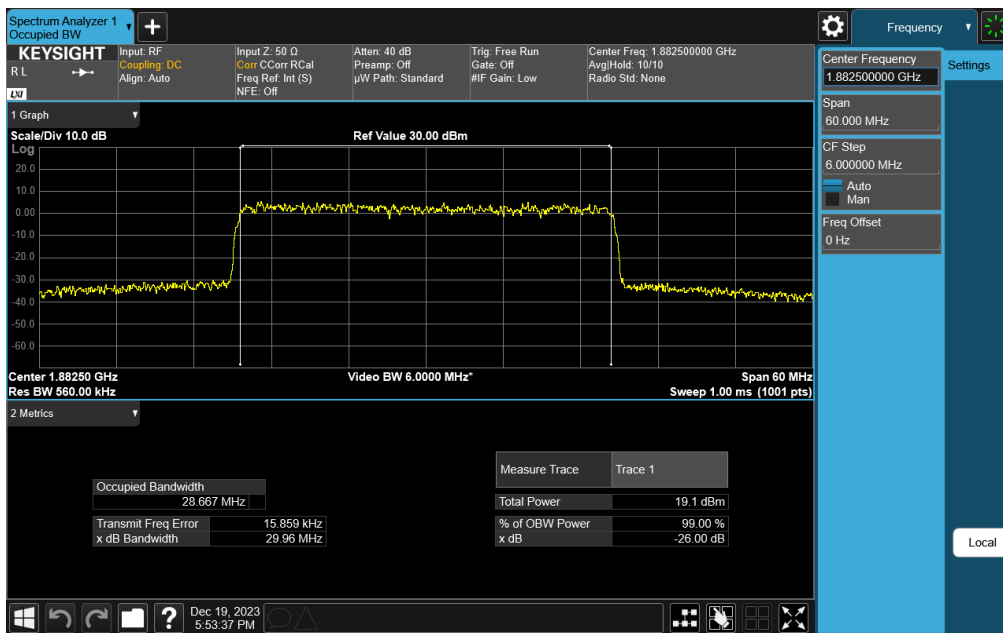 Spectrum Analyzer 1
Occupied BW
Frequency
KEYSIGHT
R L
LXI
Input: RF
Coupling: DC
Align: Auto
Input Z: 50 Ω
Corr CCorr RCal
Freq Ref: Int (S)
NFE: Off
Atten: 40 dB
Preamp: Off
µW Path: Standard
Trig: Free Run
Gate: Off
#IF Gain: Low
Center Freq: 1.882500000 GHz
Avg|Hold: 10/10
Radio Std: None
Center Frequency
1.882500000 GHz
Settings
Span
60.000 MHz
CF Step
6.000000 MHz
Auto
Man
Freq Offset
0 Hz
Local
1 Graph
Scale/Div 10.0 dB
Ref Value 30.00 dBm
Log
20.0
10.0
0.00
-10.0
-20.0
-30.0
-40.0
-50.0
-60.0
Center 1.88250 GHz
Video BW 6.0000 MHz*
Span 60 MHz
Res BW 560.00 kHz
Sweep 1.00 ms (1001 pts)
2 Metrics
Occupied Bandwidth
28.667 MHz
Transmit Freq Error 15.859 kHz
x dB Bandwidth 29.96 MHz
Measure Trace Trace 1
Total Power 19.1 dBm
% of OBW Power 99.00 %
x dB -26.00 dB
Dec 19, 2023
5:53:37 PM